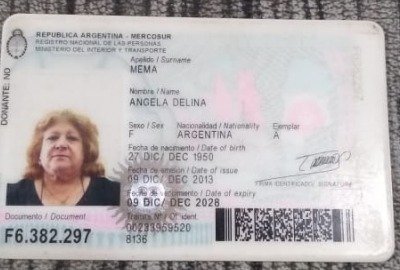 REPUBLICA ARGENTINA - MERCOSUR
REGISTRO NACIONAL DE LAS PERSONAS
MINISTERIO DEL INTERIOR Y TRANSPORTE
DONANTE: NO
Apellido / Surname
MEMA
Nombre / Name
ANGELA DELINA
Sexo / Sex Nacionalidad / Nationality Ejemplar
F ARGENTINA A
Fecha de nacimiento / Date of birth
27 DIC/ DEC 1950
Fecha de emisión / Date of issue
09 DIC/ DEC 2013
FIRMA IDENTIFICADO / SIGNATURE
Fecha de vencimiento / Date of expiry
09 DIC/ DEC 2028
Documento / Document
F6.382.297
Trámite Nº / Of. ident.
00233959520
8136